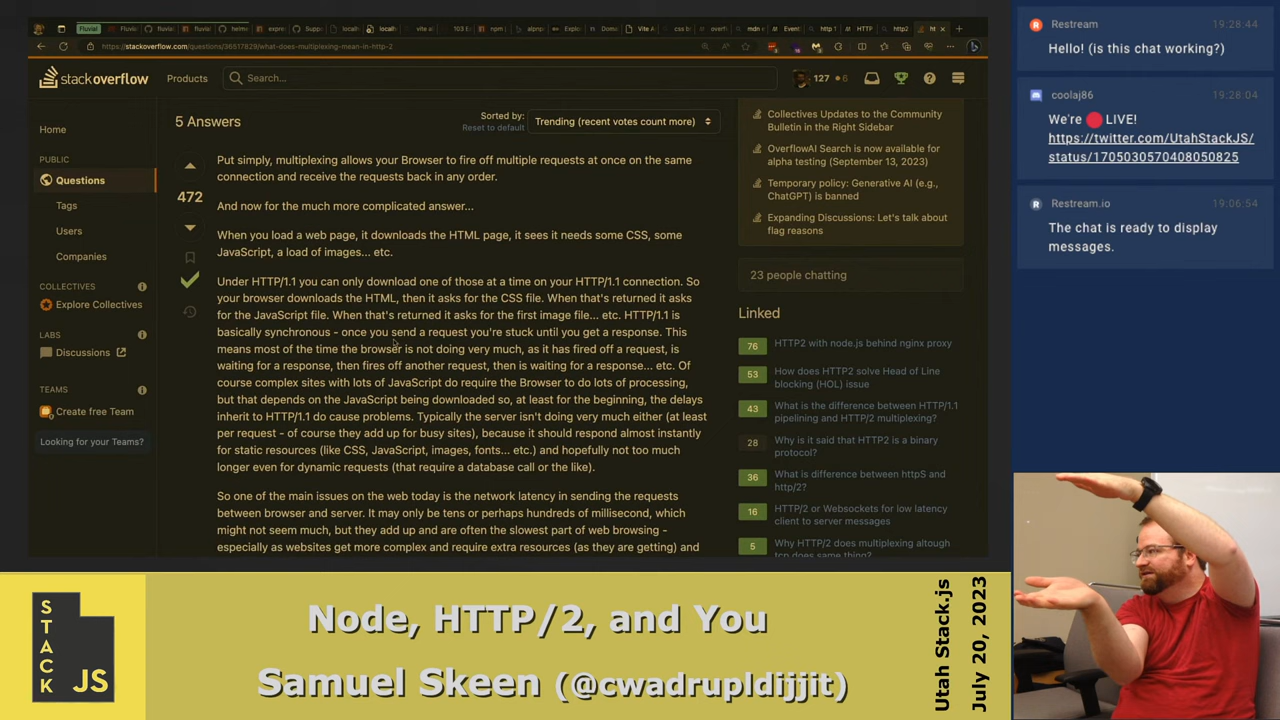 Fluvial
https://stackoverflow.com/questions/36517829/what-does-multiplexing-mean-in-http-2
stackoverflow
Products
Search...
127
6
Home
PUBLIC
Questions
Tags
Users
Companies
COLLECTIVES
Explore Collectives
LABS
Discussions
TEAMS
Create free Team
Looking for your Teams?
5 Answers
Sorted by:
Reset to default
Trending (recent votes count more)
472
Put simply, multiplexing allows your Browser to fire off multiple requests at once on the same
connection and receive the requests back in any order.
And now for the much more complicated answer...
When you load a web page, it downloads the HTML page, it sees it needs some CSS, some
JavaScript, a load of images... etc.
Under HTTP/1.1 you can only download one of those at a time on your HTTP/1.1 connection. So
your browser downloads the HTML, then it asks for the CSS file. When that's returned it asks
for the JavaScript file. When that's returned it asks for the first image file... etc. HTTP/1.1 is
basically synchronous - once you send a request you're stuck until you get a response. This
means most of the time the browser is not doing very much, as it has fired off a request, is
waiting for a response, then fires off another request, then is waiting for a response... etc. Of
course complex sites with lots of JavaScript do require the Browser to do lots of processing,
but that depends on the JavaScript being downloaded so, at least for the beginning, the delays
inherit to HTTP/1.1 do cause problems. Typically the server isn't doing very much either (at least
per request - of course they add up for busy sites), because it should respond almost instantly
for static resources (like CSS, JavaScript, images, fonts... etc.) and hopefully not too much
longer even for dynamic requests (that require a database call or the like).
So one of the main issues on the web today is the network latency in sending the requests
between browser and server. It may only be tens or perhaps hundreds of millisecond, which
might not seem much, but they add up and are often the slowest part of web browsing -
especially as websites get more complex and require extra resources (as they are getting) and
Collectives Updates to the Community
Bulletin in the Right Sidebar
OverflowAI Search is now available for
alpha testing (September 13, 2023)
Temporary policy: Generative AI (e.g.,
ChatGPT) is banned
Expanding Discussions: Let's talk about
flag reasons
23 people chatting
Linked
76 HTTP2 with node.js behind nginx proxy
53 How does HTTP2 solve Head of Line
blocking (HOL) issue
43 What is the difference between HTTP/1.1
pipelining and HTTP/2 multiplexing?
28 Why is it said that HTTP2 is a binary
protocol?
36 What is difference between httpS and
http/2?
16 HTTP/2 or Websockets for low latency
client to server messages
5 Why HTTP/2 does multiplexing altough
tcp does same thing?
Restream 19:28:44
Hello! (is this chat working?)
coolaj86 19:28:04
We're 🔴 LIVE!
https://twitter.com/UtahStackJS/
status/1705030570408050825
Restream.io 19:06:54
The chat is ready to display
messages.
STACK
JS
Node, HTTP/2, and You
Samuel Skeen (@cwadrupldijjit)
Utah Stack.js
July 20, 2023